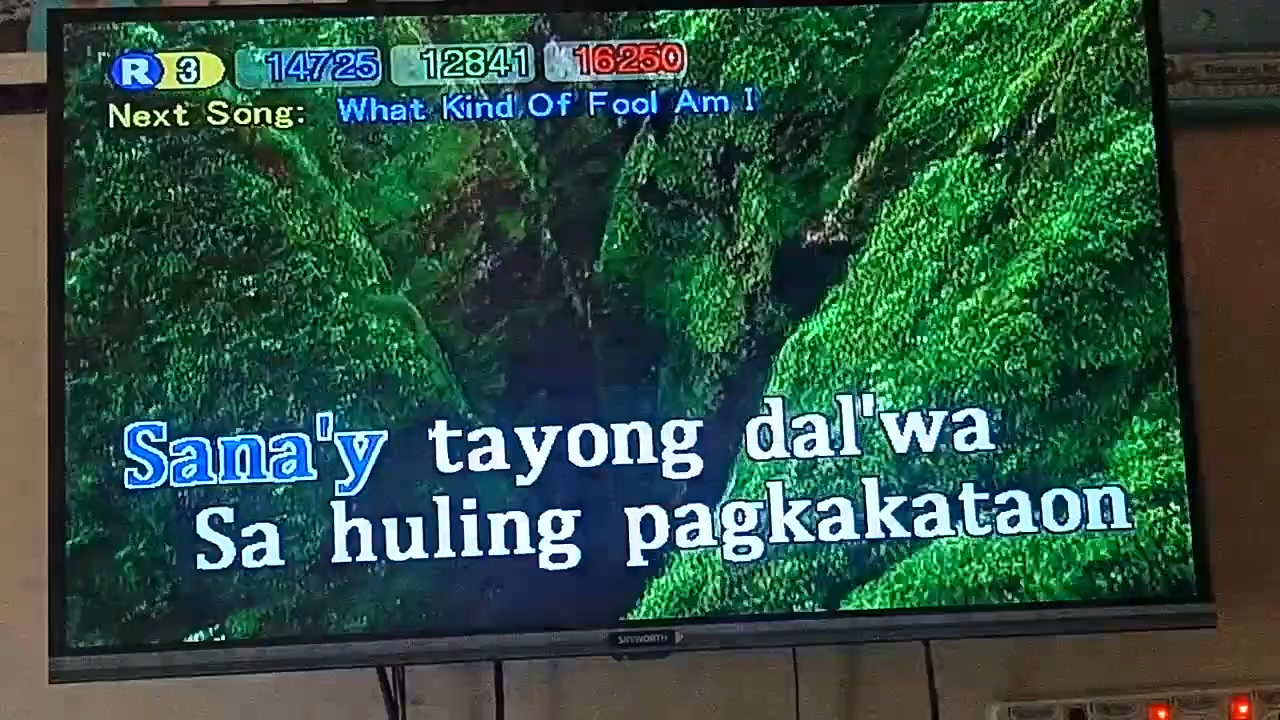 R 3 14725 12841 16250
Next Song: What Kind Of Fool Am I
Sana'y tayong dal'wa
Sa huling pagkakataon
SKYWORTH